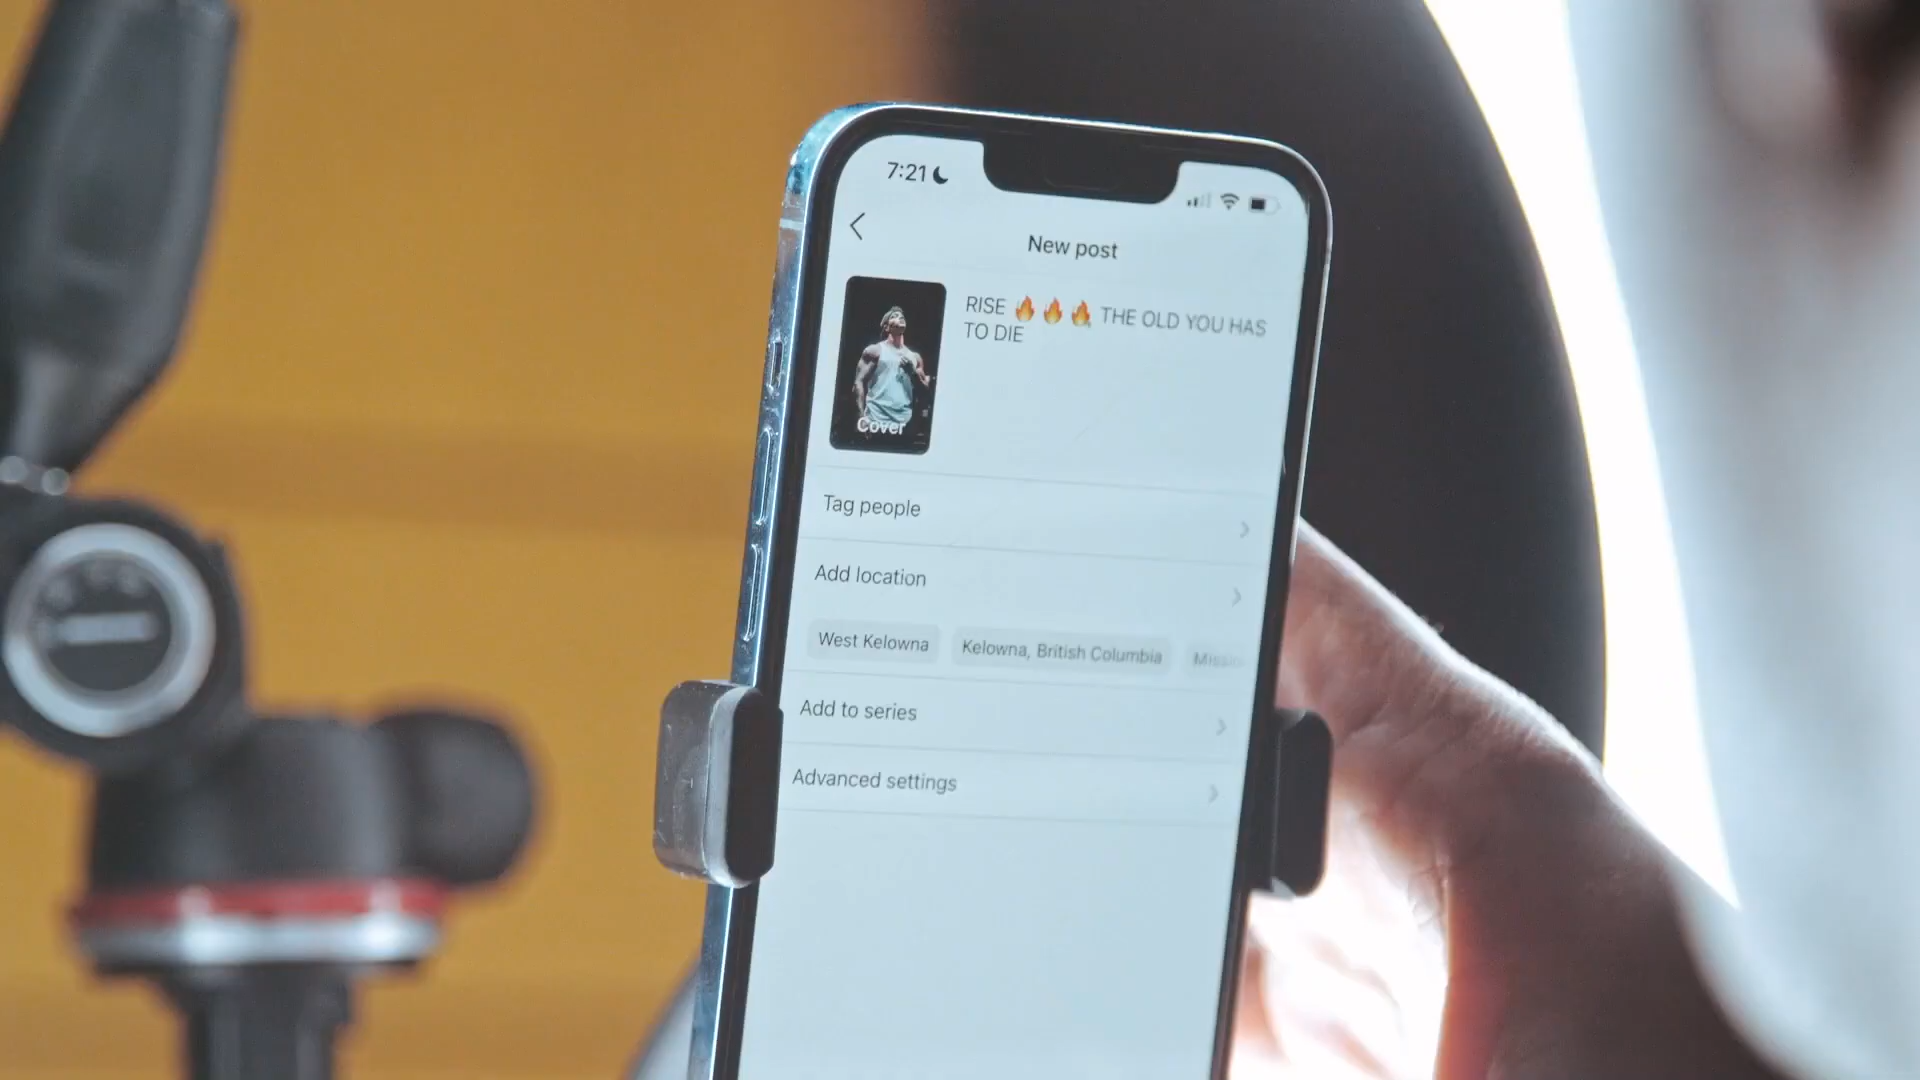 7:21
New post
RISE 🔥🔥🔥 THE OLD YOU HAS
TO DIE
Cover
Tag people
Add location
West Kelowna
Kelowna, British Columbia
Add to series
Advanced settings